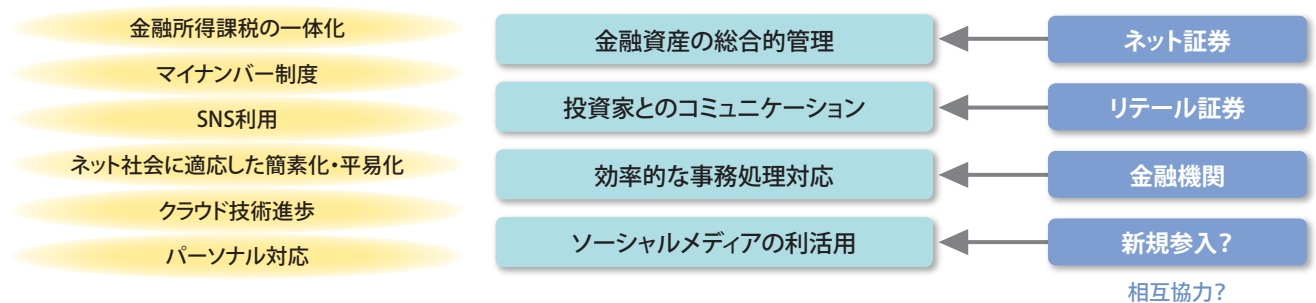 金融所得課税の一体化
マイナンバー制度
SNS利用
ネット社会に適応した簡素化・平易化
クラウド技術進歩
パーソナル対応
金融資産の総合的管理
投資家とのコミュニケーション
効率的な事務処理対応
ソーシャルメディアの利活用
ネット証券
リテール証券
金融機関
新規参入？
相互協力？